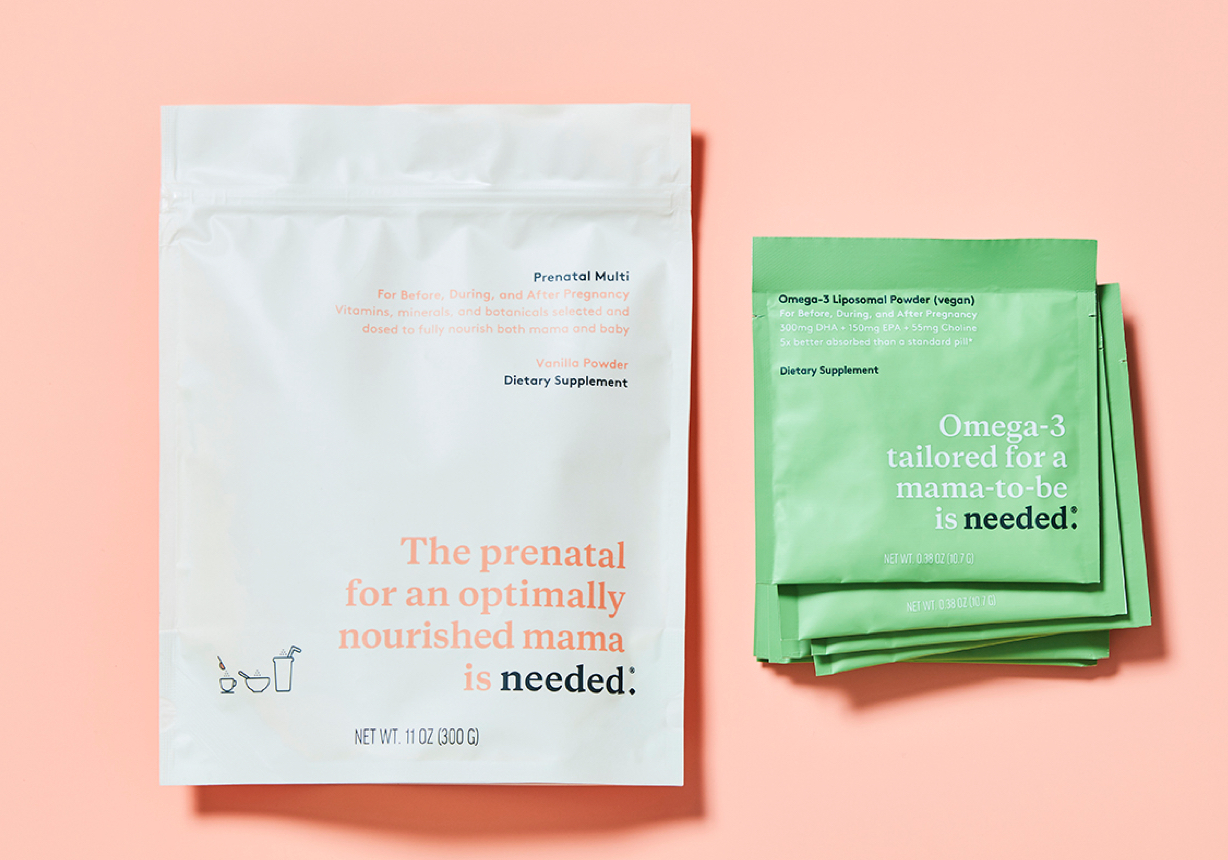 Prenatal Multi
For Before, During, and After Pregnancy
Vitamins, minerals, and botanicals selected and
dosed to fully nourish both mama and baby
Vanilla Powder
Dietary Supplement
The prenatal
for an optimally
nourished mama
is needed.®
NET WT. 11 OZ (300 G)
Omega-3 Liposomal Powder (vegan)
For Before, During, and After Pregnancy
300mg DHA + 150mg EPA + 55mg Choline
5x better absorbed than a standard pill*
Dietary Supplement
Omega-3
tailored for a
mama-to-be
is needed.®
NET WT. 0.38 OZ (10.7 G)
NET WT. 0.38 OZ (10.7 G)